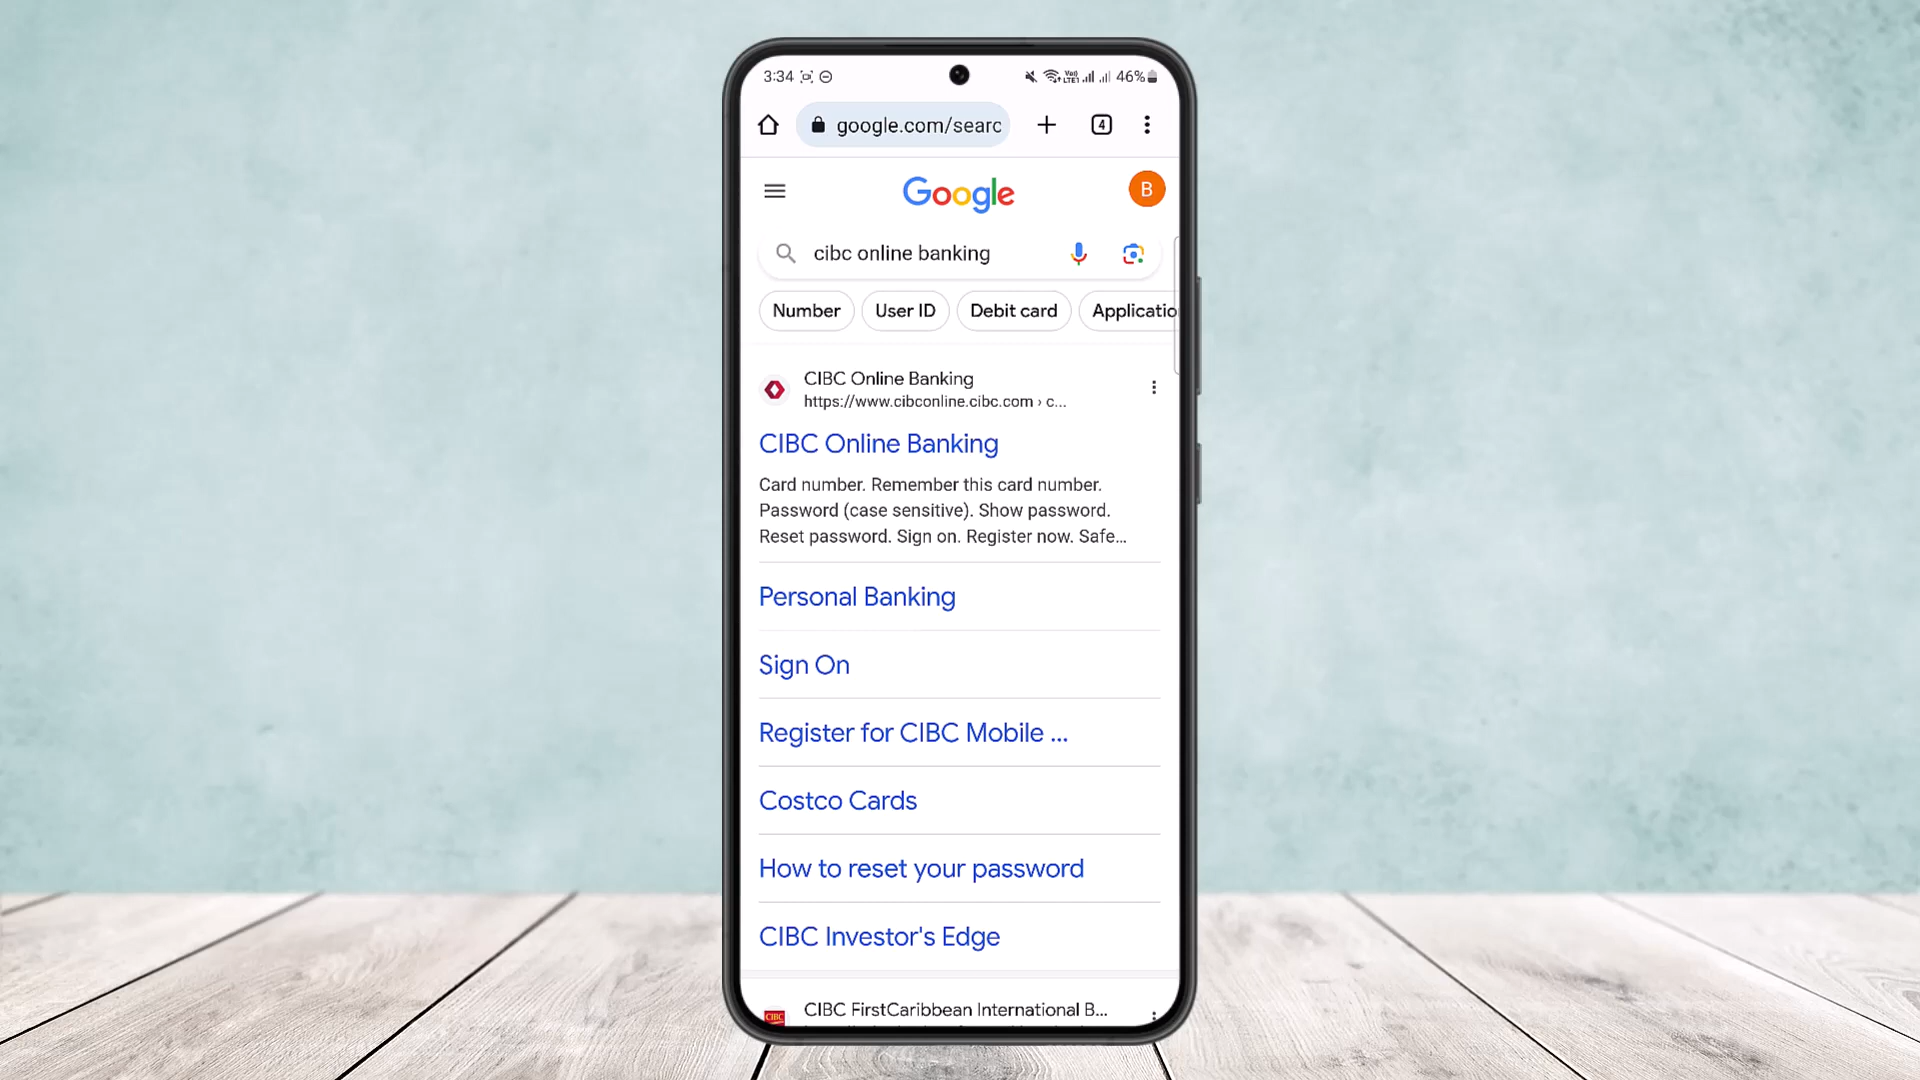 3:34
Vo)
LTE1
46%
google.com/searc
4
Google
B
cibc online banking
Number
User ID
Debit card
Applicatio
CIBC Online Banking
https://www.cibconline.cibc.com › c...
CIBC Online Banking
Card number. Remember this card number.
Password (case sensitive). Show password.
Reset password. Sign on. Register now. Safe...
Personal Banking
Sign On
Register for CIBC Mobile ...
Costco Cards
How to reset your password
CIBC Investor's Edge
CIBC
CIBC FirstCaribbean International B...